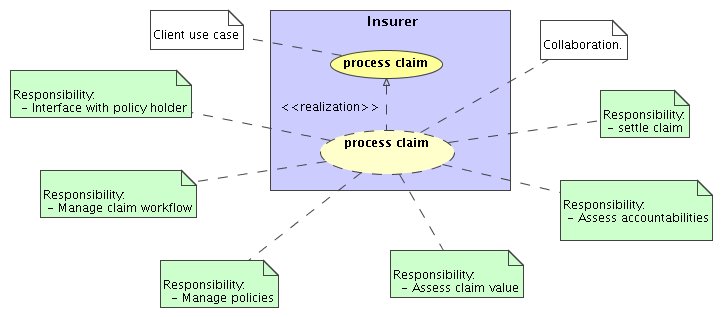 Insurer
Client use case
process claim
Collaboration.
Responsibility:
- Interface with policy holder
<<realization>>
Responsibility:
- settle claim
process claim
Responsibility:
- Manage claim workflow
Responsibility:
- Assess accountabilities
Responsibility:
- Manage policies
Responsibility:
- Assess claim value